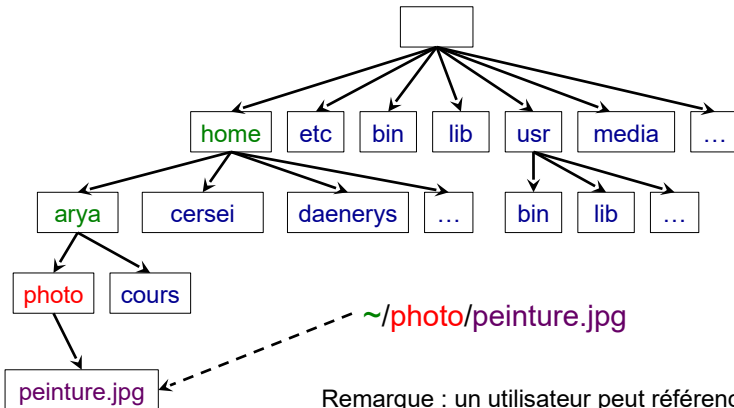 home etc bin lib usr media …
arya cersei daenerys … bin lib …
photo cours
~/photo/peinture.jpg
peinture.jpg
Remarque : un utilisateur peut référenc